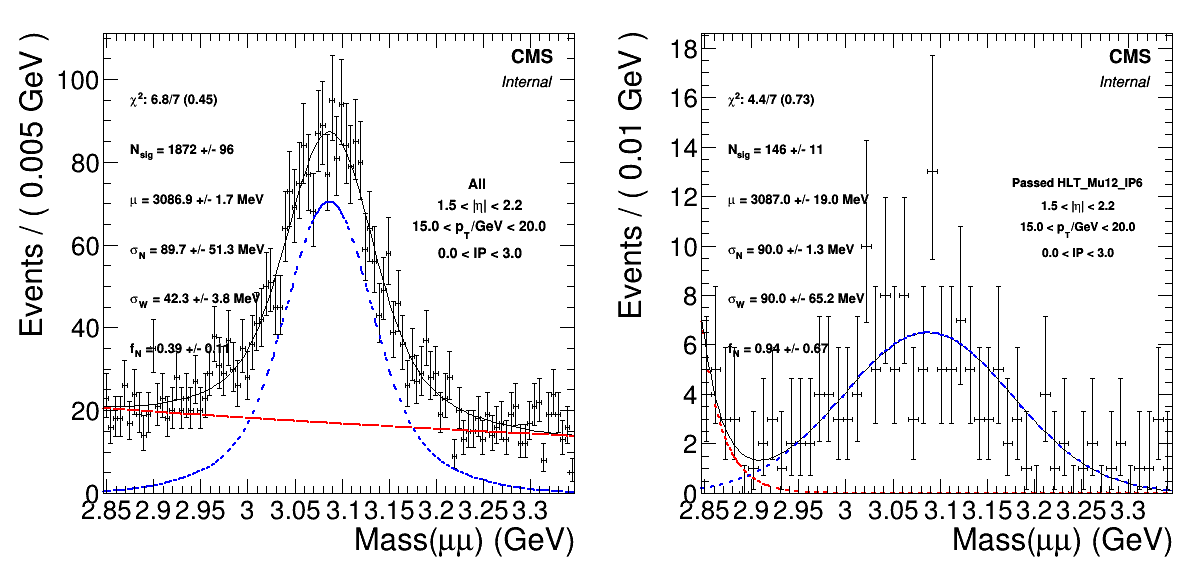 CMS
Internal
χ²: 6.8/7 (0.45)
N_sig = 1872 +/- 96
μ = 3086.9 +/- 1.7 MeV
σ_N = 89.7 +/- 51.3 MeV
σ_W = 42.3 +/- 3.8 MeV
f_N = 0.39 +/- 0.11
All
1.5 < |η| < 2.2
15.0 < p_T/GeV < 20.0
0.0 < IP < 3.0
Events / ( 0.005 GeV )
100
80
60
40
20
0
2.85 2.9 2.95 3 3.05 3.1 3.15 3.2 3.25 3.3
Mass(μμ) (GeV)
CMS
Internal
χ²: 4.4/7 (0.73)
N_sig = 146 +/- 11
μ = 3087.0 +/- 19.0 MeV
σ_N = 90.0 +/- 1.3 MeV
σ_W = 90.0 +/- 65.2 MeV
f_N = 0.94 +/- 0.67
Passed HLT_Mu12_IP6
1.5 < |η| < 2.2
15.0 < p_T/GeV < 20.0
0.0 < IP < 3.0
Events / ( 0.01 GeV )
18
16
14
12
10
8
6
4
2
0
2.85 2.9 2.95 3 3.05 3.1 3.15 3.2 3.25 3.3
Mass(μμ) (GeV)